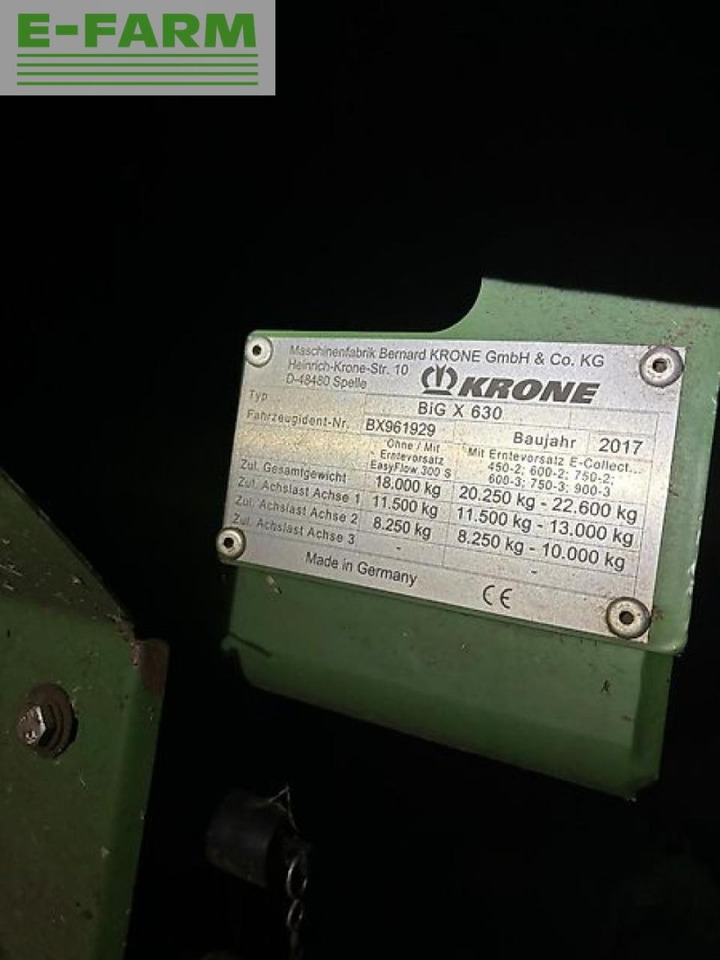 E-FARM
Maschinenfabrik Bernard KRONE GmbH & Co. KG
Heinrich-Krone-Str. 10
D-48480 Spelle
KRONE
Typ BiG X 630
Fahrzeugident-Nr. BX961929 Baujahr 2017
Ohne / Mit Erntevorsatz EasyFlow 300 S
Mit Erntevorsatz E-Collect...
450-2; 600-2; 750-2;
600-3; 750-3; 900-3
Zul. Gesamtgewicht 18.000 kg 20.250 kg - 22.600 kg
Zul. Achslast Achse 1 11.500 kg 11.500 kg - 13.000 kg
Zul. Achslast Achse 2 8.250 kg 8.250 kg - 10.000 kg
Zul. Achslast Achse 3 - -
Made in Germany CE